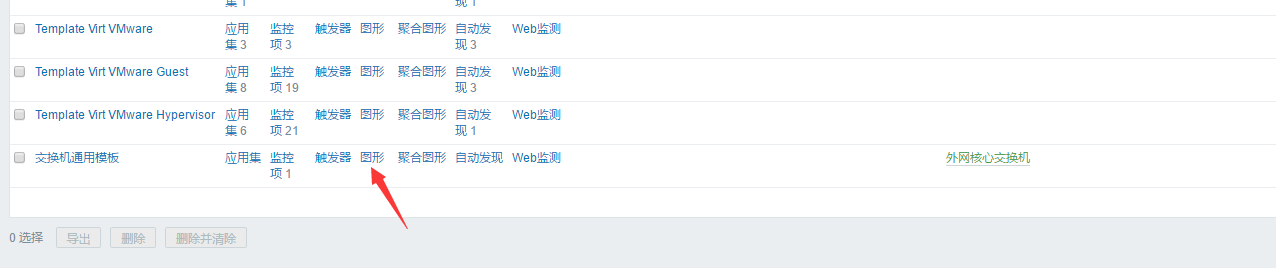 集 1 现 1
Template Virt VMware 应用 监控 触发器 图形 聚合图形 自动发 Web监测
集 3 项 3 现 3
Template Virt VMware Guest 应用 监控 触发器 图形 聚合图形 自动发 Web监测
集 8 项 19 现 3
Template Virt VMware Hypervisor 应用 监控 触发器 图形 聚合图形 自动发 Web监测
集 6 项 21 现 1
交换机通用模板 应用集 监控 触发器 图形 聚合图形 自动发现 Web监测 外网核心交换机
项 1
0 选择 导出 删除 删除并清除